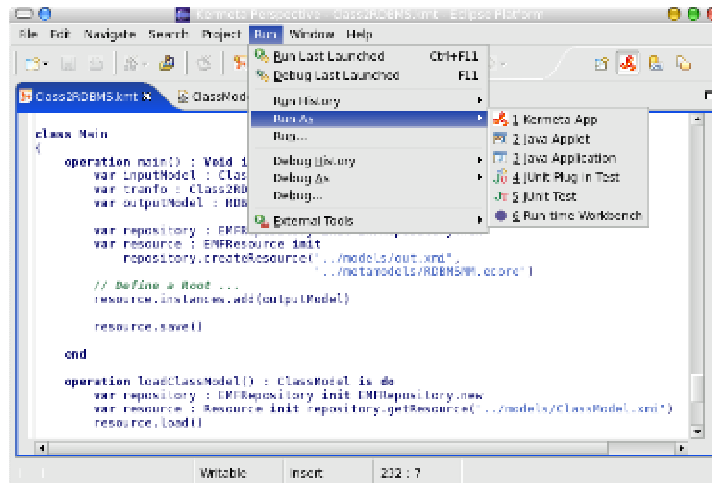 Kermeta Perspective - Class2RDBMS.kmt - Eclipse Platform
File Edit Navigate Search Project Run Window Help
Run Last Launched Ctrl+F11
Debug Last Launched F11
Run History
Run As
Run...
Debug History
Debug As
Debug...
External Tools
1 Kermeta App
2 Java Applet
3 Java Application
4 JUnit Plug-in Test
5 JUnit Test
6 Run-time Workbench
Class2RDBMS.kmt ClassMod
class Main
{
operation main() : Void i
var inputModel : Clas
var tranfo : Class2RD
var outputModel : RDB
var repository : EMFRepository
var resource : EMFResource init
repository.createResource("../models/out.xmi",
"../metamodels/RDBMSMM.ecore")
// Define a Root ...
resource.instances.add(outputModel)
resource.save()
end
operation loadClassModel() : ClassModel is do
var repository : EMFRepository init EMFRepository.new
var resource : Resource init repository.getResource("../models/ClassModel.xmi")
resource.load()
Writable Insert 232 : 7